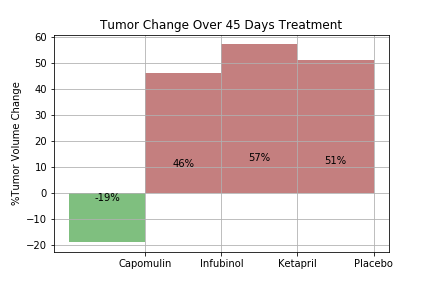 Tumor Change Over 45 Days Treatment
%Tumor Volume Change
60
50
40
30
20
10
0
−10
−20
-19%
46%
57%
51%
Capomulin
Infubinol
Ketapril
Placebo